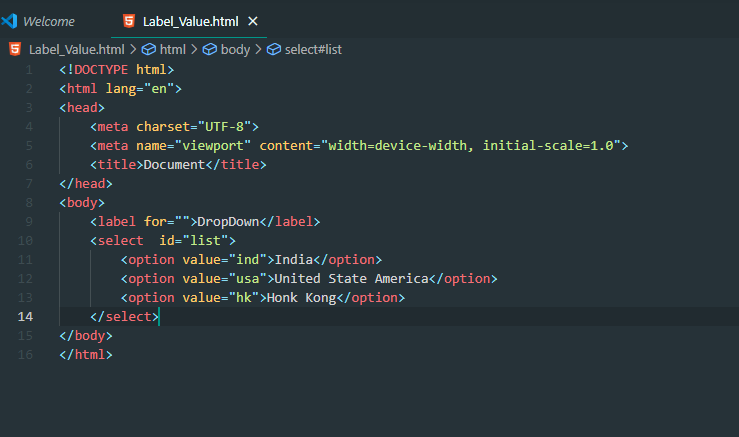 Welcome Label_Value.html ×
Label_Value.html > html > body > select#list
1 <!DOCTYPE html>
2 <html lang="en">
3 <head>
4     <meta charset="UTF-8">
5     <meta name="viewport" content="width=device-width, initial-scale=1.0">
6     <title>Document</title>
7 </head>
8 <body>
9     <label for="">DropDown</label>
10     <select  id="list">
11         <option value="ind">India</option>
12         <option value="usa">United State America</option>
13         <option value="hk">Honk Kong</option>
14     </select>
15 </body>
16 </html>